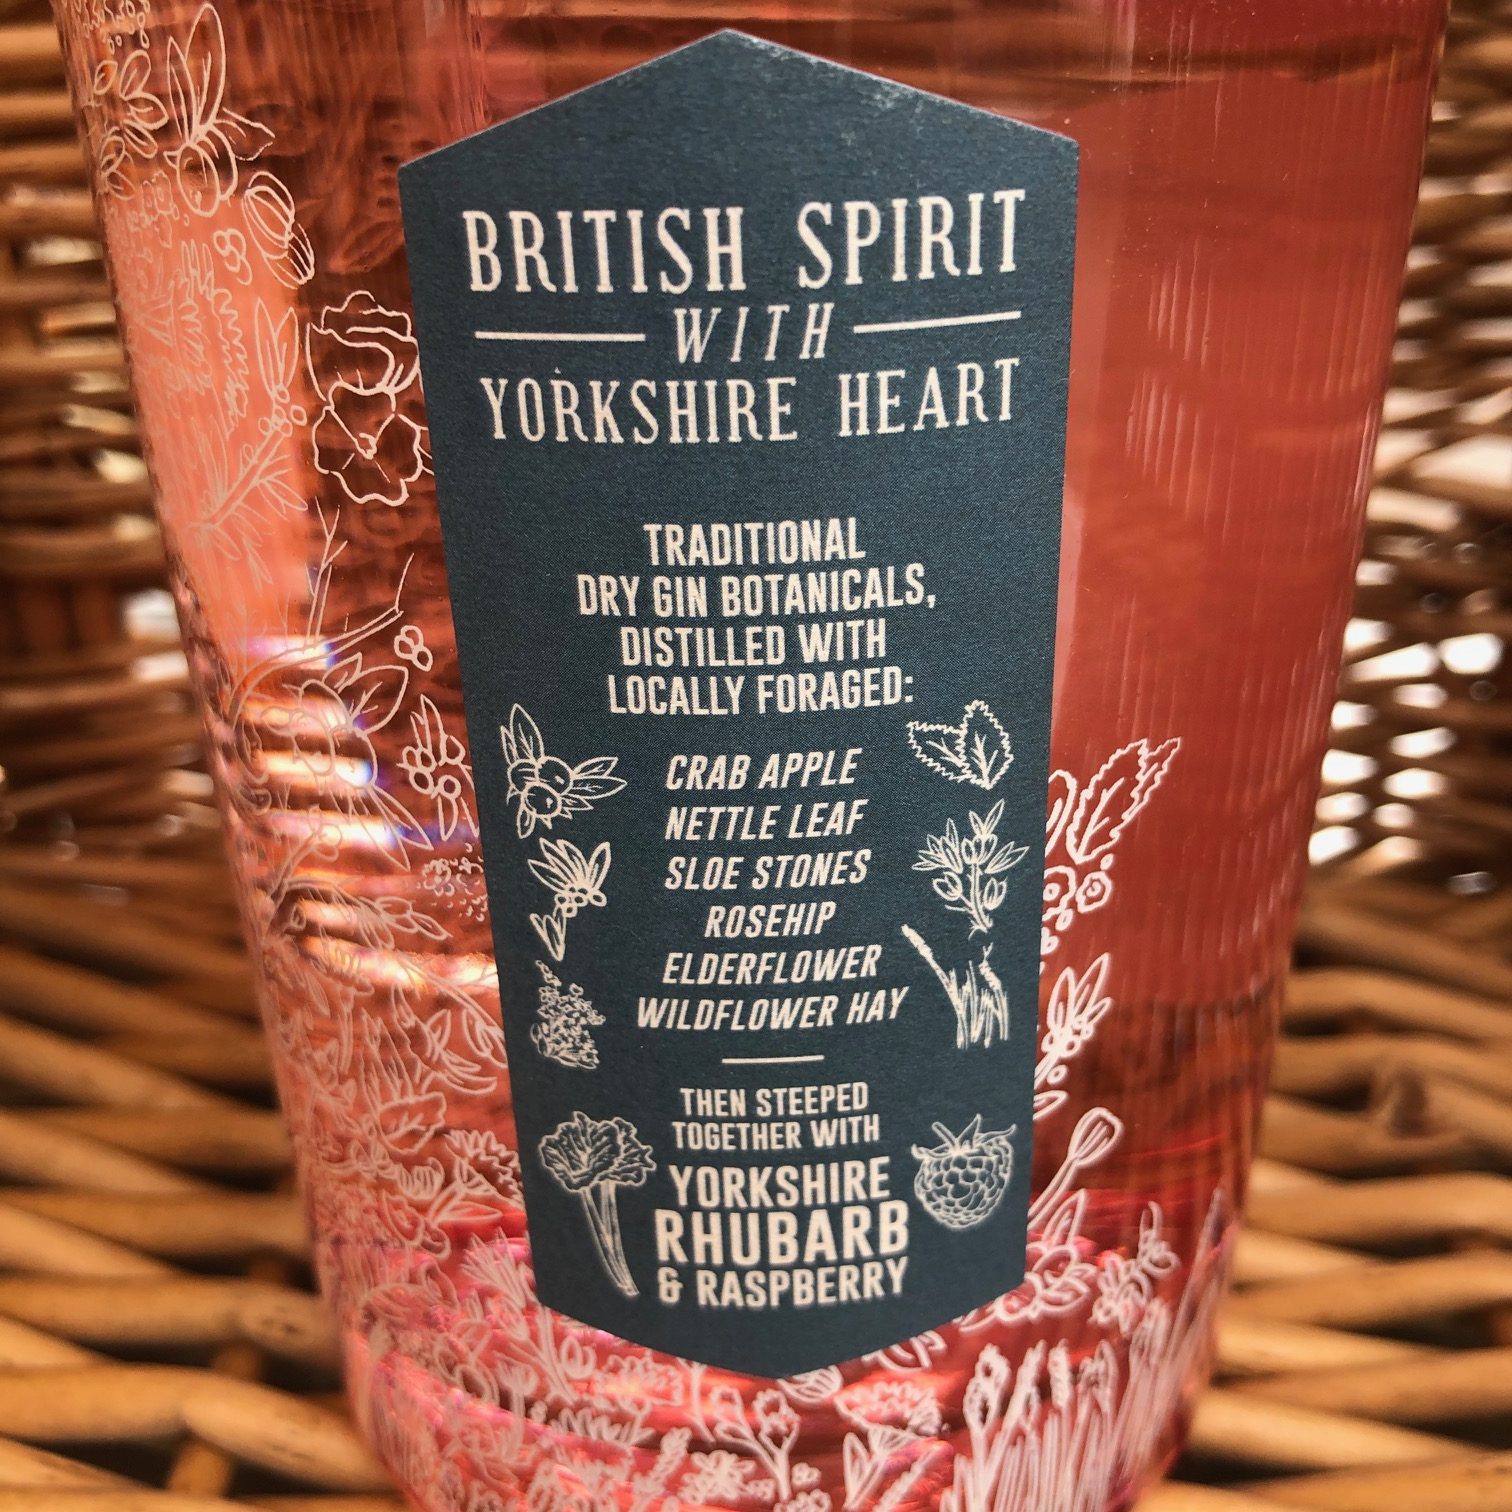 BRITISH SPIRIT
WITH
YORKSHIRE HEART
TRADITIONAL
DRY GIN BOTANICALS,
DISTILLED WITH
LOCALLY FORAGED:
CRAB APPLE
NETTLE LEAF
SLOE STONES
ROSEHIP
ELDERFLOWER
WILDFLOWER HAY
THEN STEEPED
TOGETHER WITH
YORKSHIRE
RHUBARB
& RASPBERRY